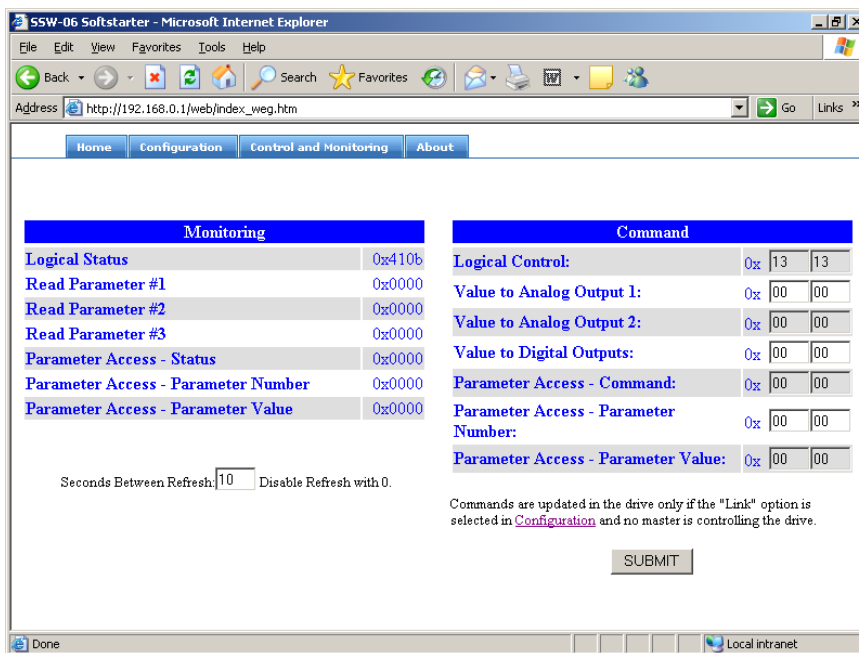 SSW-06 Softstarter - Microsoft Internet Explorer
File Edit View Favorites Tools Help
Back Search Favorites
Address http://192.168.0.1/web/index_weg.htm Go Links »
Home Configuration Control and Monitoring About
Monitoring
Logical Status 0x410b
Read Parameter #1 0x0000
Read Parameter #2 0x0000
Read Parameter #3 0x0000
Parameter Access - Status 0x0000
Parameter Access - Parameter Number 0x0000
Parameter Access - Parameter Value 0x0000
Seconds Between Refresh: 10 Disable Refresh with 0.
Command
Logical Control: 0x 13 13
Value to Analog Output 1: 0x 00 00
Value to Analog Output 2: 0x 00 00
Value to Digital Outputs: 0x 00 00
Parameter Access - Command: 0x 00 00
Parameter Access - Parameter
Number: 0x 00 00
Parameter Access - Parameter Value: 0x 00 00
Commands are updated in the drive only if the "Link" option is
selected in Configuration and no master is controlling the drive.
SUBMIT
Done Local intranet